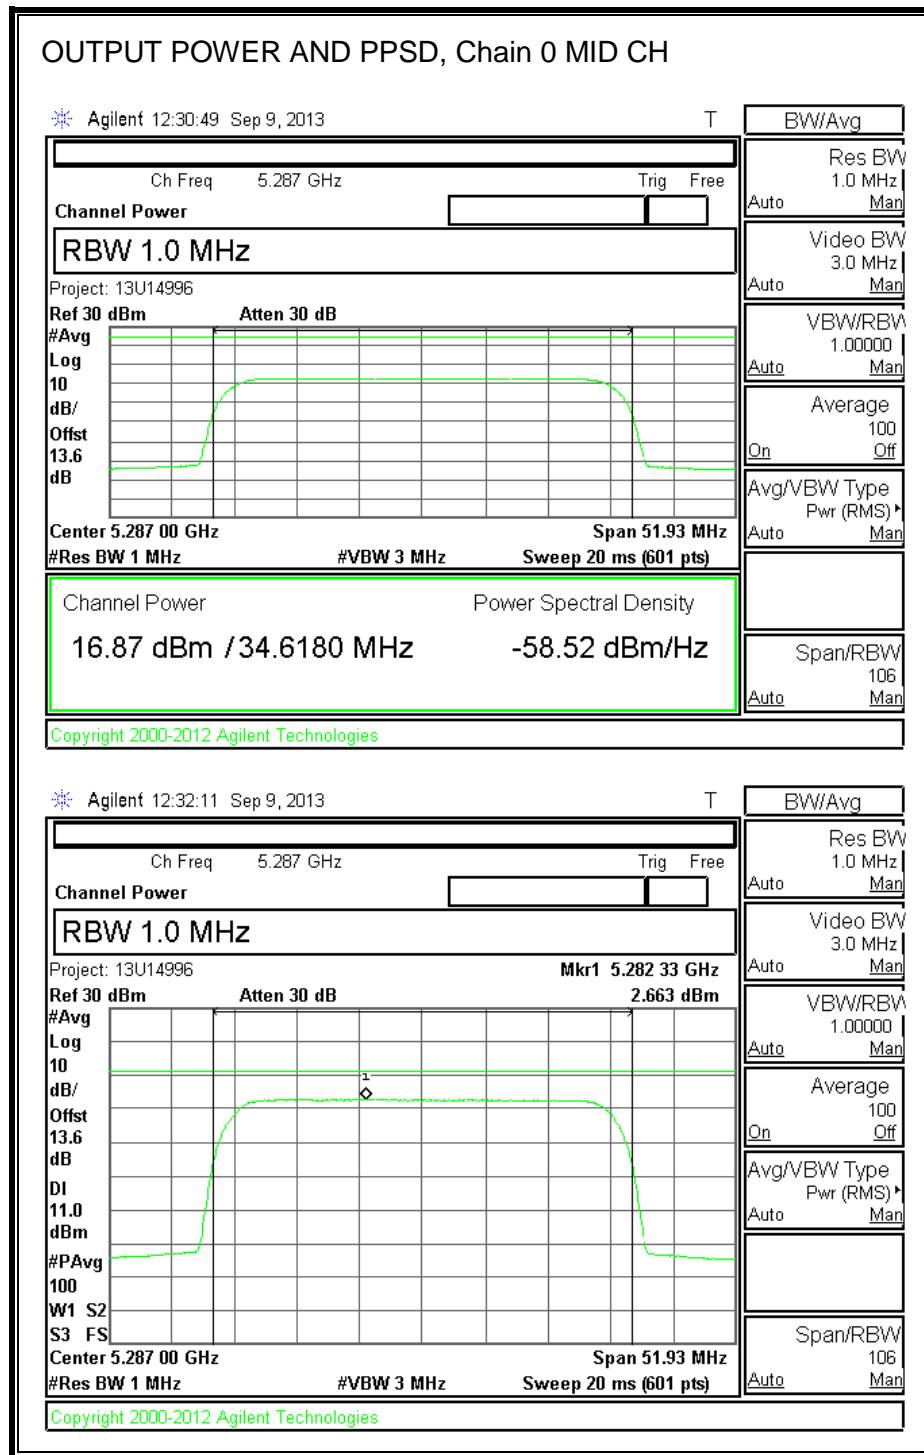 OUTPUT POWER AND PPSD, Chain 0 MID CH
Agilent 12:30:49 Sep 9, 2013 T
Ch Freq 5.287 GHz Trig Free
Channel Power
RBW 1.0 MHz
Project: 13U14996
Ref 30 dBm Atten 30 dB
#Avg
Log
10
dB/
Offst
13.6
dB
Center 5.287 00 GHz Span 51.93 MHz
#Res BW 1 MHz #VBW 3 MHz Sweep 20 ms (601 pts)
Channel Power Power Spectral Density
16.87 dBm / 34.6180 MHz -58.52 dBm/Hz
Copyright 2000-2012 Agilent Technologies
BW/Avg
Res BW
1.0 MHz
Auto Man
Video BW
3.0 MHz
Auto Man
VBW/RBW
1.00000
Auto Man
Average
100
On Off
Avg/VBW Type
Pwr (RMS)
Auto Man
Span/RBW
106
Auto Man
Agilent 12:32:11 Sep 9, 2013 T
Ch Freq 5.287 GHz Trig Free
Channel Power
RBW 1.0 MHz
Project: 13U14996 Mkr1 5.282 33 GHz
Ref 30 dBm Atten 30 dB 2.663 dBm
#Avg
Log
10
dB/
Offst
13.6
dB
DI
11.0
dBm
#PAvg
100
W1 S2
S3 FS
1
Center 5.287 00 GHz Span 51.93 MHz
#Res BW 1 MHz #VBW 3 MHz Sweep 20 ms (601 pts)
Copyright 2000-2012 Agilent Technologies
BW/Avg
Res BW
1.0 MHz
Auto Man
Video BW
3.0 MHz
Auto Man
VBW/RBW
1.00000
Auto Man
Average
100
On Off
Avg/VBW Type
Pwr (RMS)
Auto Man
Span/RBW
106
Auto Man